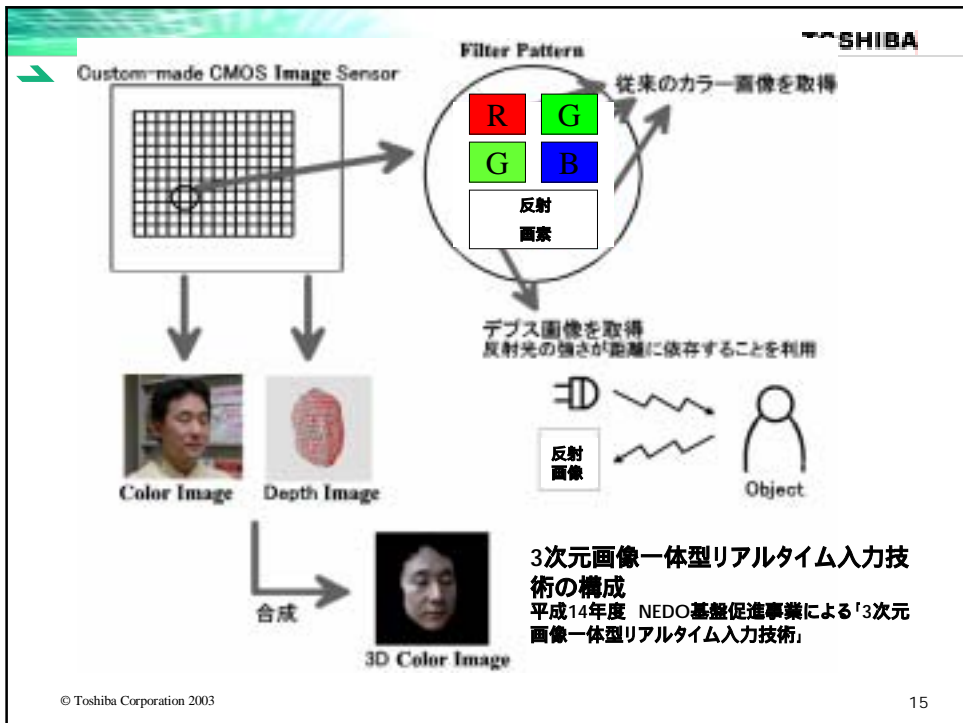 TOSHIBA
Filter Pattern
Custom-made CMOS Image Sensor
従来のカラー画像を取得
R G
G B
反射
画素
デプス画像を取得
反射光の強さが距離に依存することを利用
反射
画像
Object
Color Image
Depth Image
合成
3D Color Image
3次元画像一体型リアルタイム入力技
術の構成
平成14年度 NEDO基盤促進事業による「3次元
画像一体型リアルタイム入力技術」
© Toshiba Corporation 2003
15